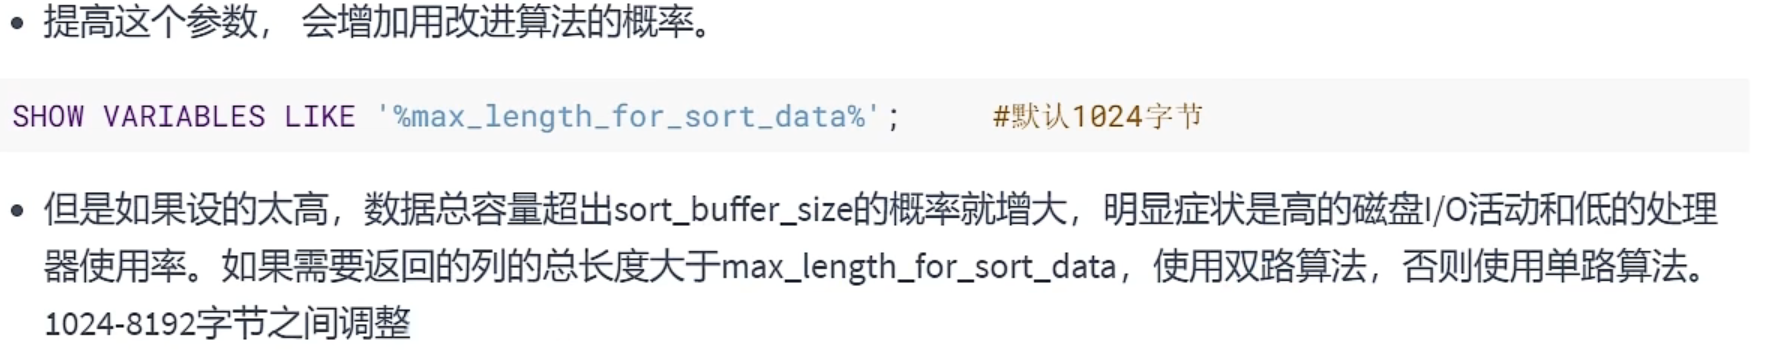 • 提高这个参数， 会增加用改进算法的概率。
SHOW VARIABLES LIKE '%max_length_for_sort_data%';     #默认1024字节
• 但是如果设的太高，数据总容量超出sort_buffer_size的概率就增大，明显症状是高的磁盘I/O活动和低的处理
器使用率。如果需要返回的列的总长度大于max_length_for_sort_data，使用双路算法，否则使用单路算法。
1024-8192字节之间调整